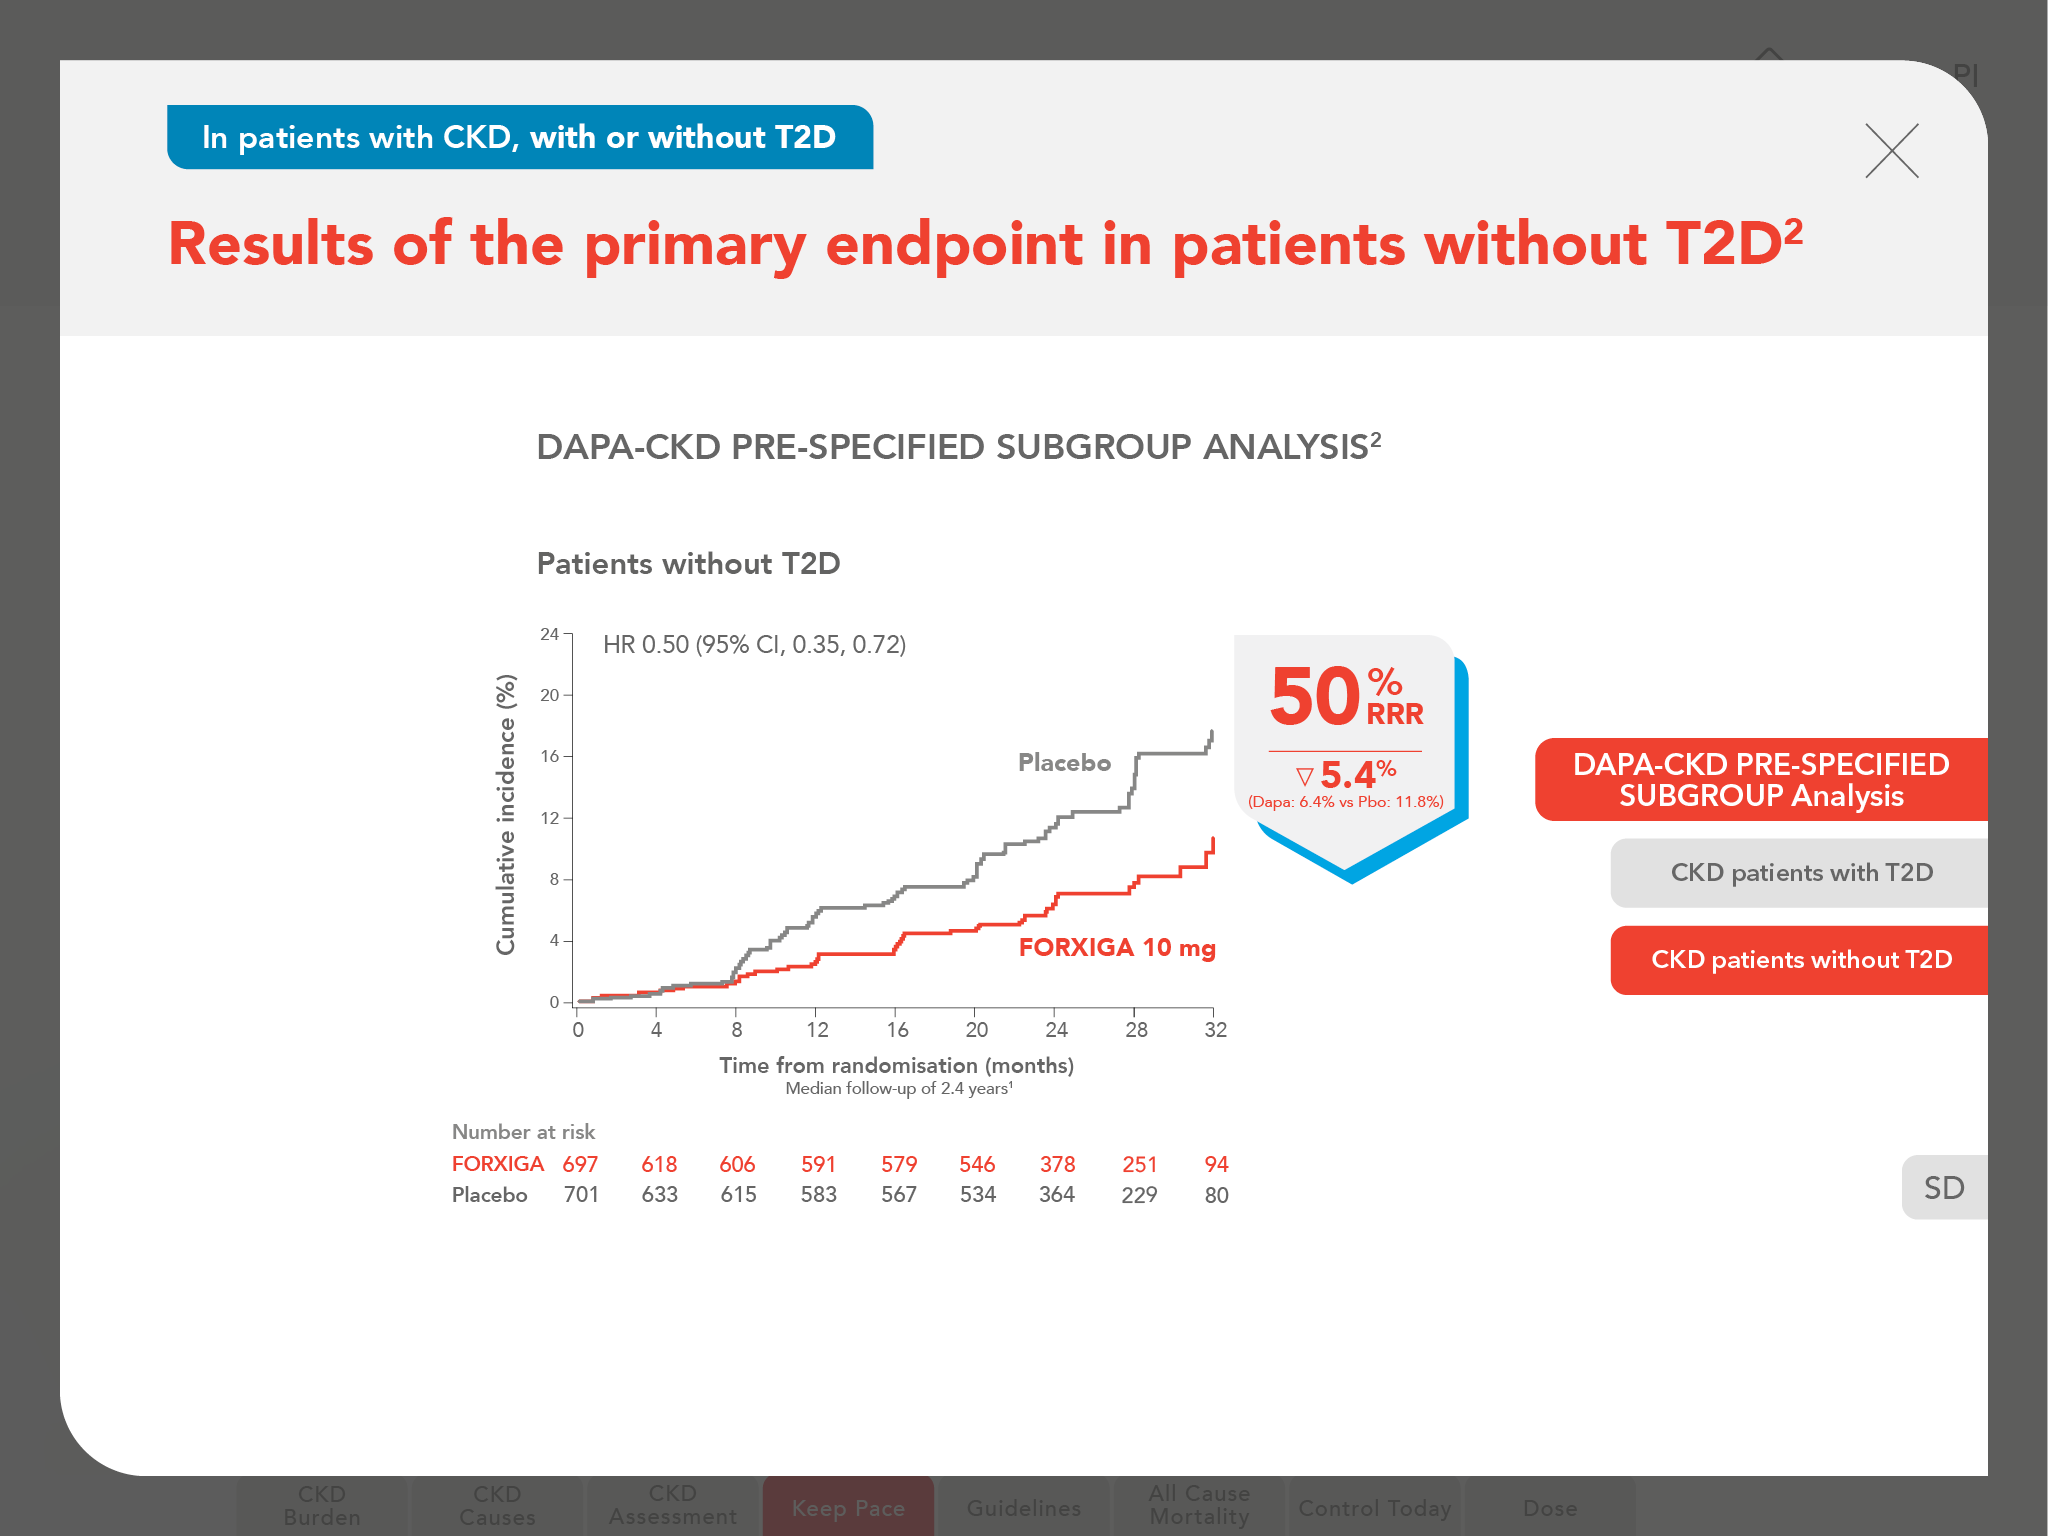 PI
In patients with CKD, with or without T2D
Results of the primary endpoint in patients without T2D²
DAPA-CKD PRE-SPECIFIED SUBGROUP ANALYSIS²
Patients without T2D
HR 0.50 (95% CI, 0.35, 0.72)
Cumulative incidence (%)
24
20
16
12
8
4
0
Placebo
FORXIGA 10 mg
0 4 8 12 16 20 24 28 32
Time from randomisation (months)
Median follow-up of 2.4 years¹
50% RRR
▽ 5.4%
(Dapa: 6.4% vs Pbo: 11.8%)
DAPA-CKD PRE-SPECIFIED
SUBGROUP Analysis
CKD patients with T2D
CKD patients without T2D
Number at risk
FORXIGA 697 618 606 591 579 546 378 251 94
Placebo 701 633 615 583 567 534 364 229 80
SD
CKD
Burden
CKD
Causes
CKD
Assessment
Keep Pace
Guidelines
All Cause
Mortality
Control Today
Dose